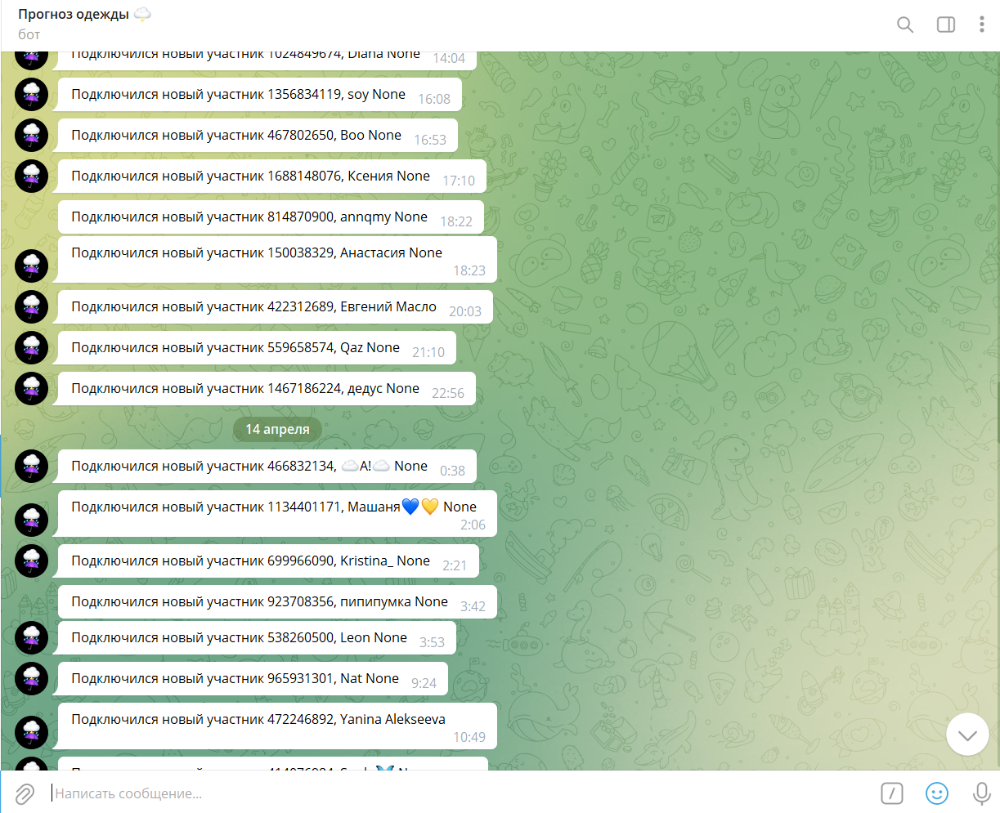 Прогноз одежды 🌩
бот
Подключился новый участник 1024849674, Diana None 14:04
Подключился новый участник 1356834119, soy None 16:08
Подключился новый участник 467802650, Boo None 16:53
Подключился новый участник 1688148076, Ксения None 17:10
Подключился новый участник 814870900, annqmy None 18:22
Подключился новый участник 150038329, Анастасия None
18:23
Подключился новый участник 422312689, Евгений Масло 20:03
Подключился новый участник 559658574, Qaz None 21:10
Подключился новый участник 1467186224, дедус None 22:56
14 апреля
Подключился новый участник 466832134, ☁️A!☁️ None 0:38
Подключился новый участник 1134401171, Машаня💙💛 None
2:06
Подключился новый участник 699966090, Kristina_ None 2:21
Подключился новый участник 923708356, пипипумка None 3:42
Подключился новый участник 538260500, Leon None 3:53
Подключился новый участник 965931301, Nat None 9:24
Подключился новый участник 472246892, Yanina Alekseeva
10:49
Написать сообщение...